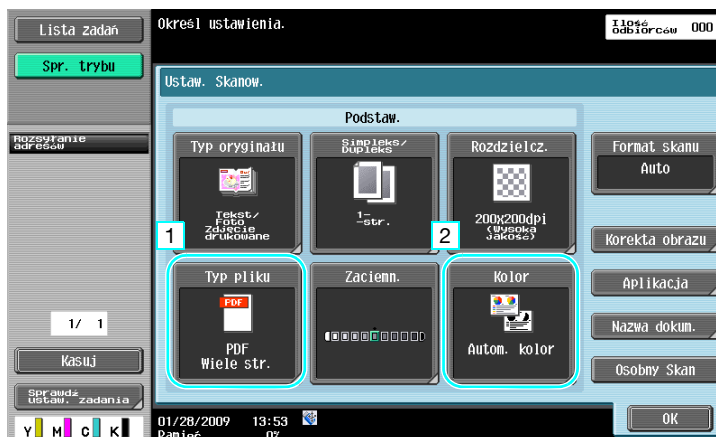 Lista zadań
Określ ustawienia.
Ilość
odbiorców 000
Spr. trybu
Ustaw. Skanow.
Podstaw.
Rozsyłanie
adresów
Typ oryginału
Simpleks/
Dupleks
Rozdzielcz.
Format skanu
Auto
Tekst/
Foto
Zdjęcie
drukowane
1-
-str.
200x200dpi
(Wysoka
Jakość)
1
2
Korekta obrazu
Typ pliku
Zaciemn.
Kolor
Aplikacja
PDF
1/ 1
Nazwa dokum.
PDF
Wiele str.
Autom. kolor
Kasuj
Osobny Skan
Sprawdź
ustaw. zadania
OK
01/28/2009 13:53
Pamięć 0%
Y M C K